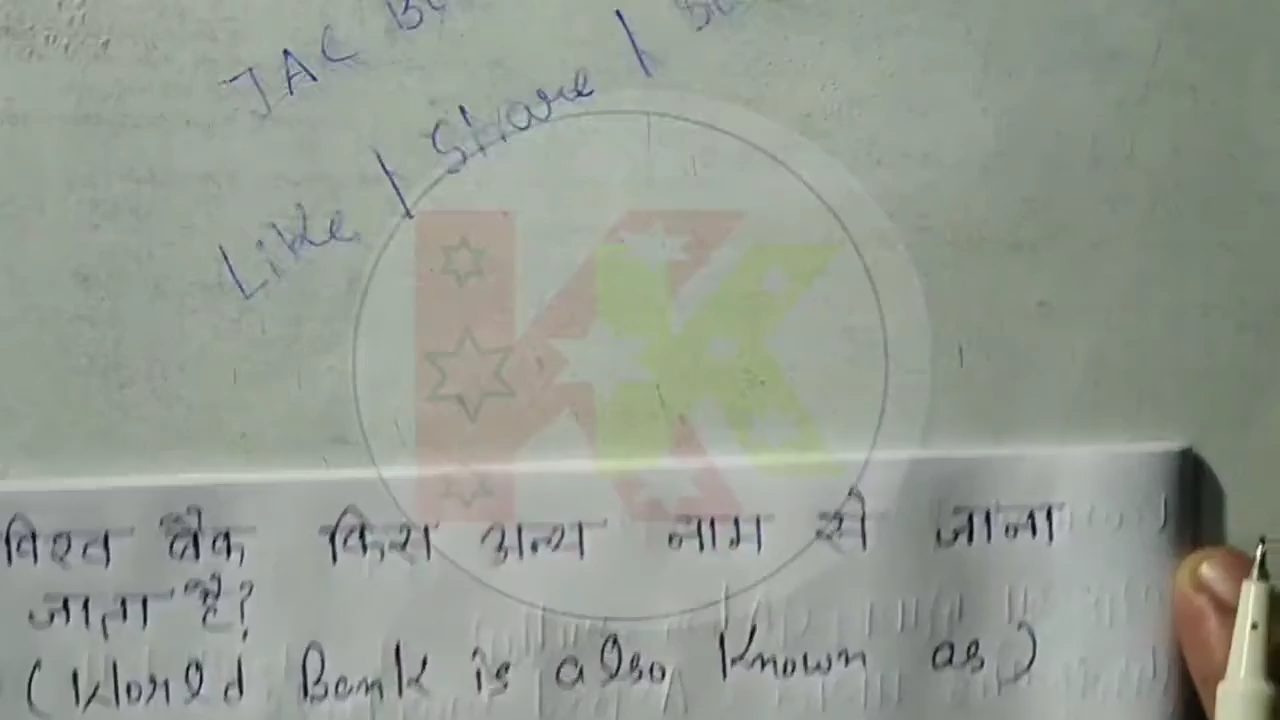 JAC
Like | Share |
विश्व बैंक किस अन्य नाम से जाना
जाता है?
(World Bank is also Known as)